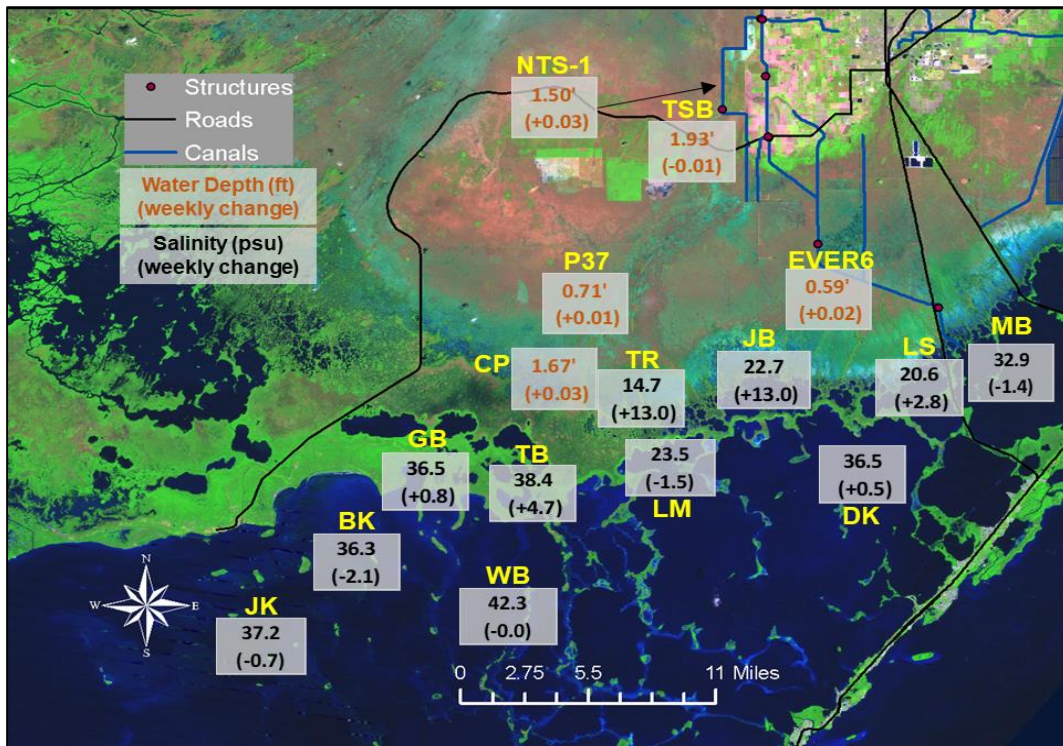 NTS-1
1.50'
(+0.03)
TSB
1.93'
(-0.01)
Structures
Roads
Canals
Water Depth (ft)
(weekly change)
Salinity (psu)
(weekly change)
P37
0.71'
(+0.01)
EVER6
0.59'
(+0.02)
CP
1.67'
(+0.03)
TR
14.7
(+13.0)
JB
22.7
(+13.0)
LS
20.6
(+2.8)
MB
32.9
(-1.4)
GB
36.5
(+0.8)
TB
38.4
(+4.7)
23.5
(-1.5)
LM
36.5
(+0.5)
DK
BK
36.3
(-2.1)
WB
42.3
(-0.0)
JK
37.2
(-0.7)
N
W
E
S
0 2.75 5.5 11 Miles